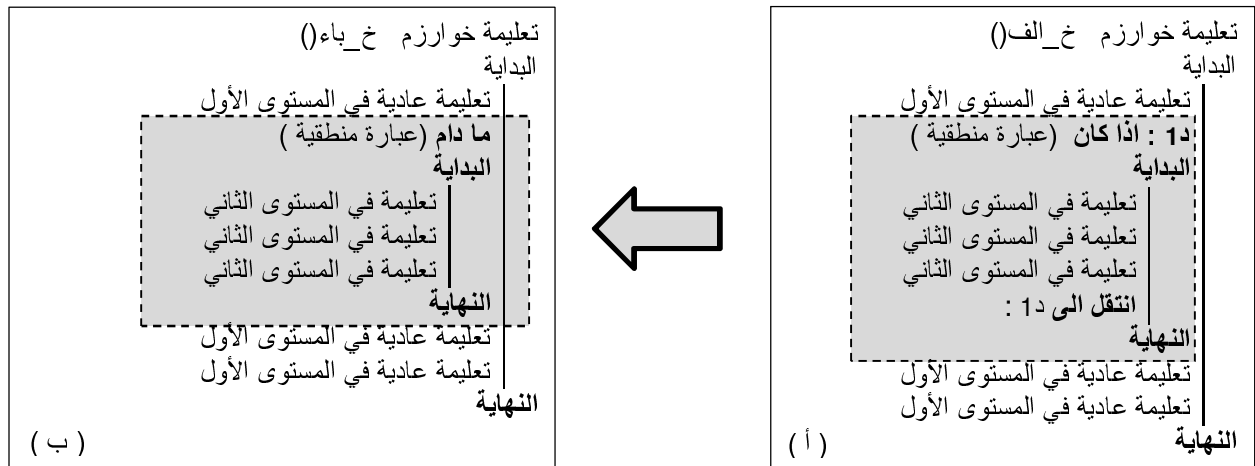 تعليمة خوارزم خ_الف()
البداية
تعليمة عادية في المستوى الأول
د1 : اذا كان (عبارة منطقية )
البداية
تعليمة في المستوى الثاني
تعليمة في المستوى الثاني
تعليمة في المستوى الثاني
انتقل الى د1 :
النهاية
تعليمة عادية في المستوى الأول
تعليمة عادية في المستوى الأول
النهاية
( أ )
تعليمة خوارزم خ_باء()
البداية
تعليمة عادية في المستوى الأول
ما دام (عبارة منطقية )
البداية
تعليمة في المستوى الثاني
تعليمة في المستوى الثاني
تعليمة في المستوى الثاني
النهاية
تعليمة عادية في المستوى الأول
تعليمة عادية في المستوى الأول
النهاية
( ب )